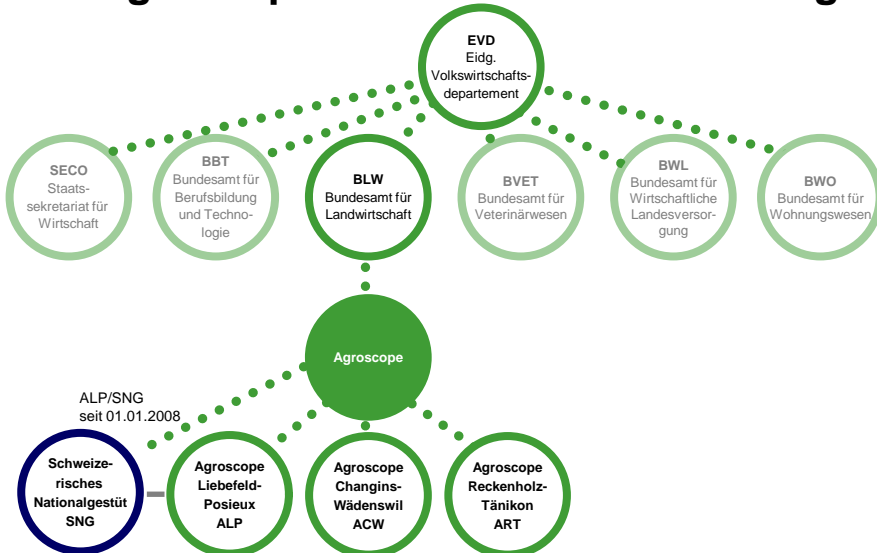 EVD
Eidg.
Volkswirtschafts-
departement
SECO
Staats-
sekretariat für
Wirtschaft
BBT
Bundesamt für
Berufsbildung
und Techno-
logie
BLW
Bundesamt für
Landwirtschaft
BVET
Bundesamt für
Veterinärwesen
BWL
Bundesamt für
Wirtschaftliche
Landesversor-
gung
BWO
Bundesamt für
Wohnungswesen
Agroscope
ALP/SNG
seit 01.01.2008
Schweize-
risches
Nationalgestüt
SNG
Agroscope
Liebefeld-
Posieux
ALP
Agroscope
Changins-
Wädenswil
ACW
Agroscope
Reckenholz-
Tänikon
ART